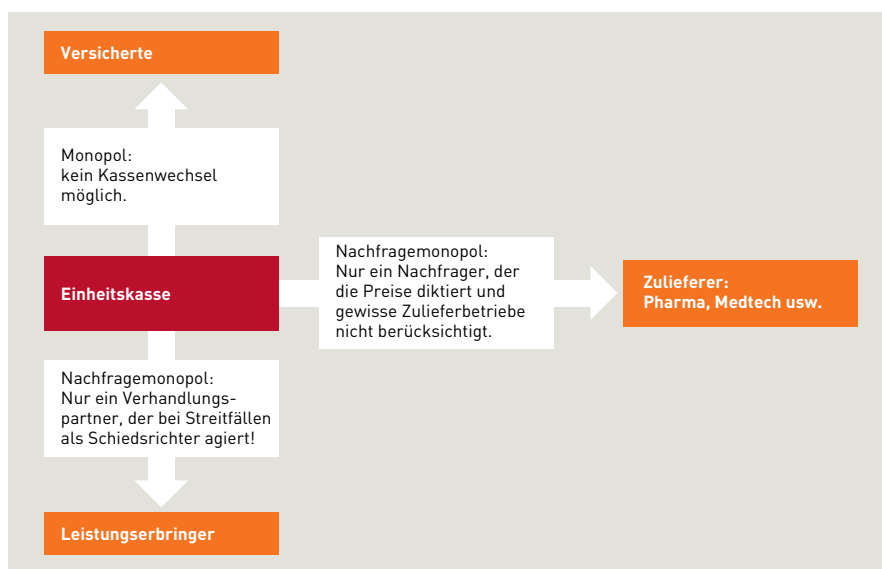 Versicherte
Monopol:
kein Kassenwechsel
möglich.
Einheitskasse
Nachfragemonopol:
Nur ein Nachfrager, der
die Preise diktiert und
gewisse Zulieferbetriebe
nicht berücksichtigt.
Zulieferer:
Pharma, Medtech usw.
Nachfragemonopol:
Nur ein Verhandlungs-
partner, der bei Streitfällen
als Schiedsrichter agiert!
Leistungserbringer